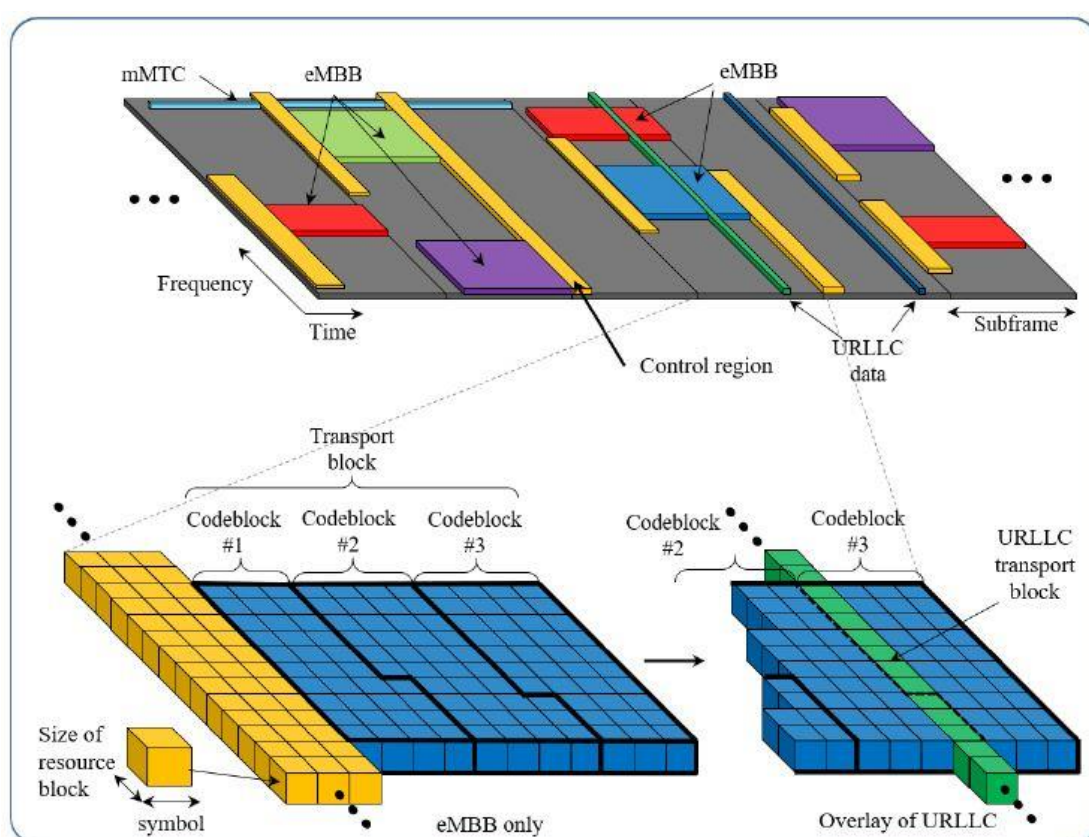 mMTC
eMBB
eMBB
Frequency
Time
Control region
URLLC
data
Subframe
Transport
block
Codeblock
#1
Codeblock
#2
Codeblock
#3
Codeblock
#2
Codeblock
#3
URLLC
transport
block
Size of
resource
block
symbol
eMBB only
Overlay of URLLC